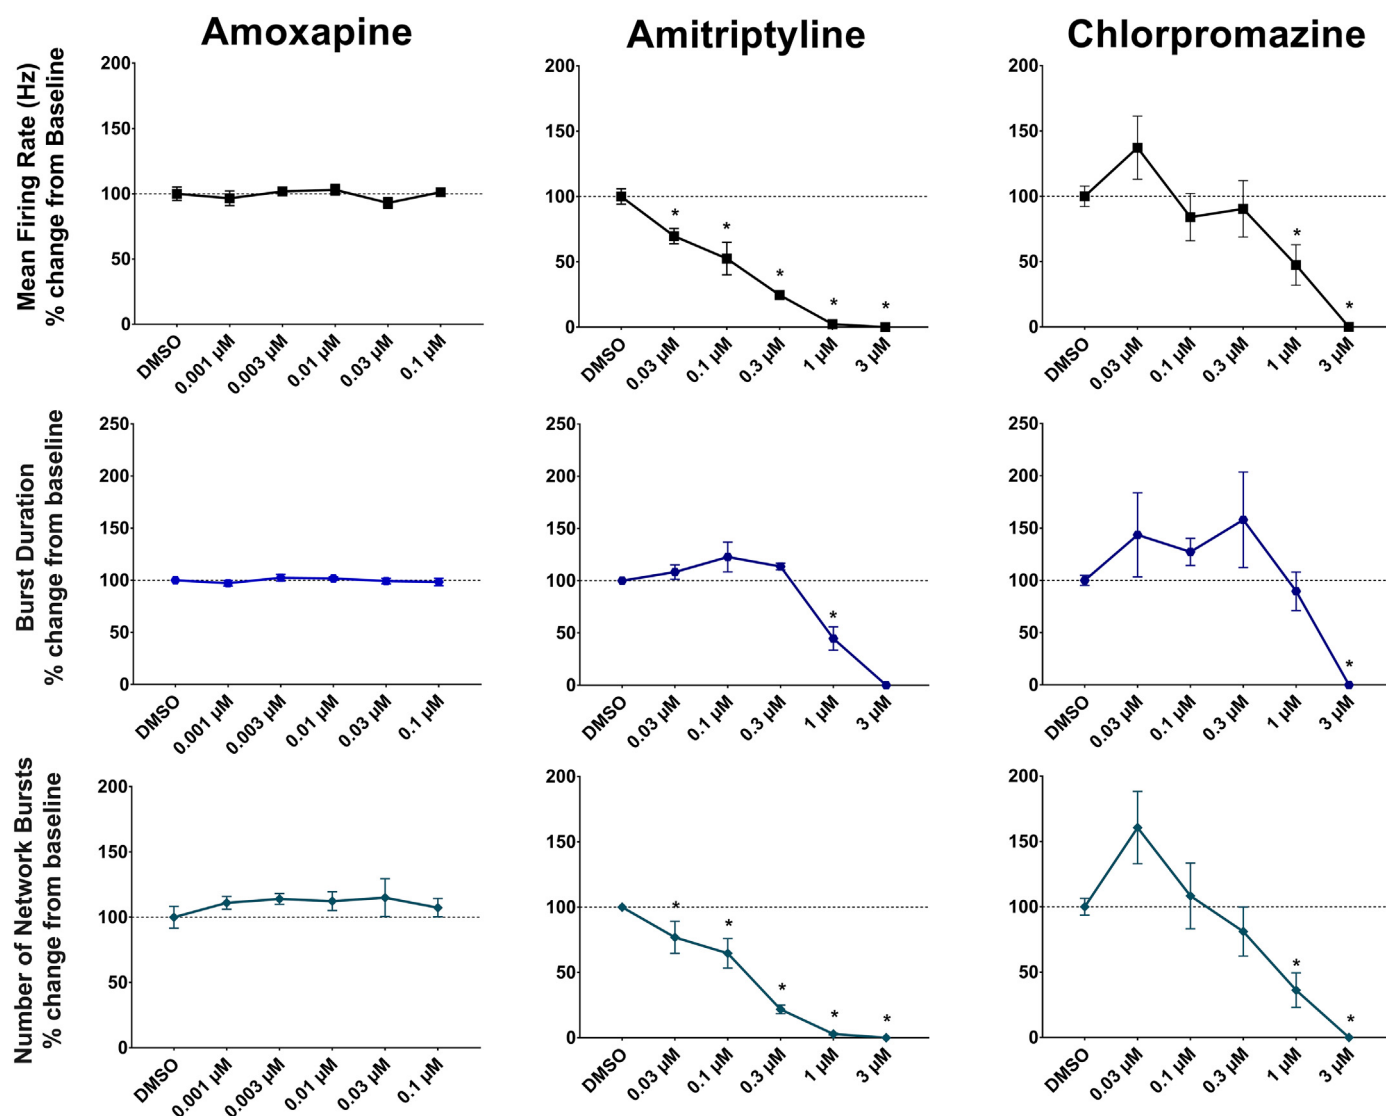 Amoxapine
Amitriptyline
Chlorpromazine
Mean Firing Rate (Hz)
% change from Baseline
200
150
100
50
0
DMSO
0.001 µM
0.003 µM
0.01 µM
0.03 µM
0.1 µM
200
150
100
50
0
*
*
*
*
*
DMSO
0.03 µM
0.1 µM
0.3 µM
1 µM
3 µM
200
150
100
50
0
*
*
DMSO
0.03 µM
0.1 µM
0.3 µM
1 µM
3 µM
Burst Duration
% change from baseline
250
200
150
100
50
0
DMSO
0.001 µM
0.003 µM
0.01 µM
0.03 µM
0.1 µM
250
200
150
100
50
0
*
DMSO
0.03 µM
0.1 µM
0.3 µM
1 µM
3 µM
250
200
150
100
50
0
*
DMSO
0.03 µM
0.1 µM
0.3 µM
1 µM
3 µM
Number of Network Bursts
% change from baseline
200
150
100
50
0
DMSO
0.001 µM
0.003 µM
0.01 µM
0.03 µM
0.1 µM
200
150
100
50
0
*
*
*
*
*
DMSO
0.03 µM
0.1 µM
0.3 µM
1 µM
3 µM
200
150
100
50
0
*
*
DMSO
0.03 µM
0.1 µM
0.3 µM
1 µM
3 µM